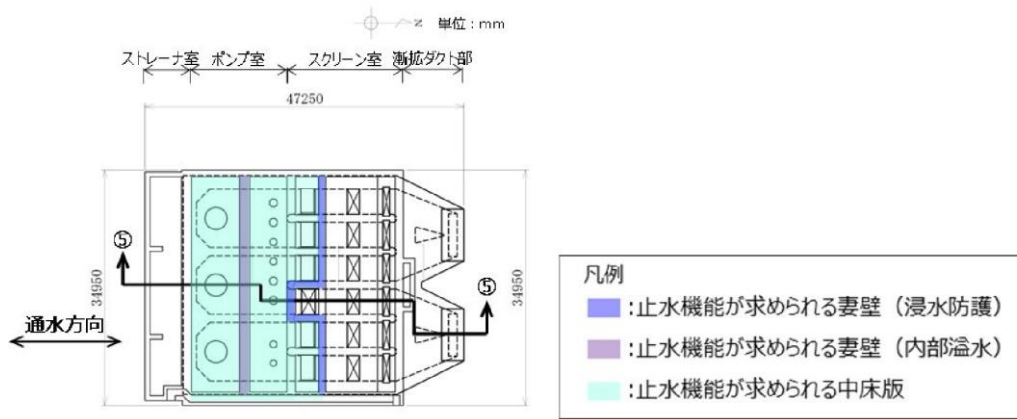 N 単位:mm
ストレーナ室 ポンプ室 スクリーン室 漸拡ダクト部
47250
34950
34950
⑤
⑤
通水方向
凡例
:止水機能が求められる妻壁(浸水防護)
:止水機能が求められる妻壁(内部溢水)
:止水機能が求められる中床版